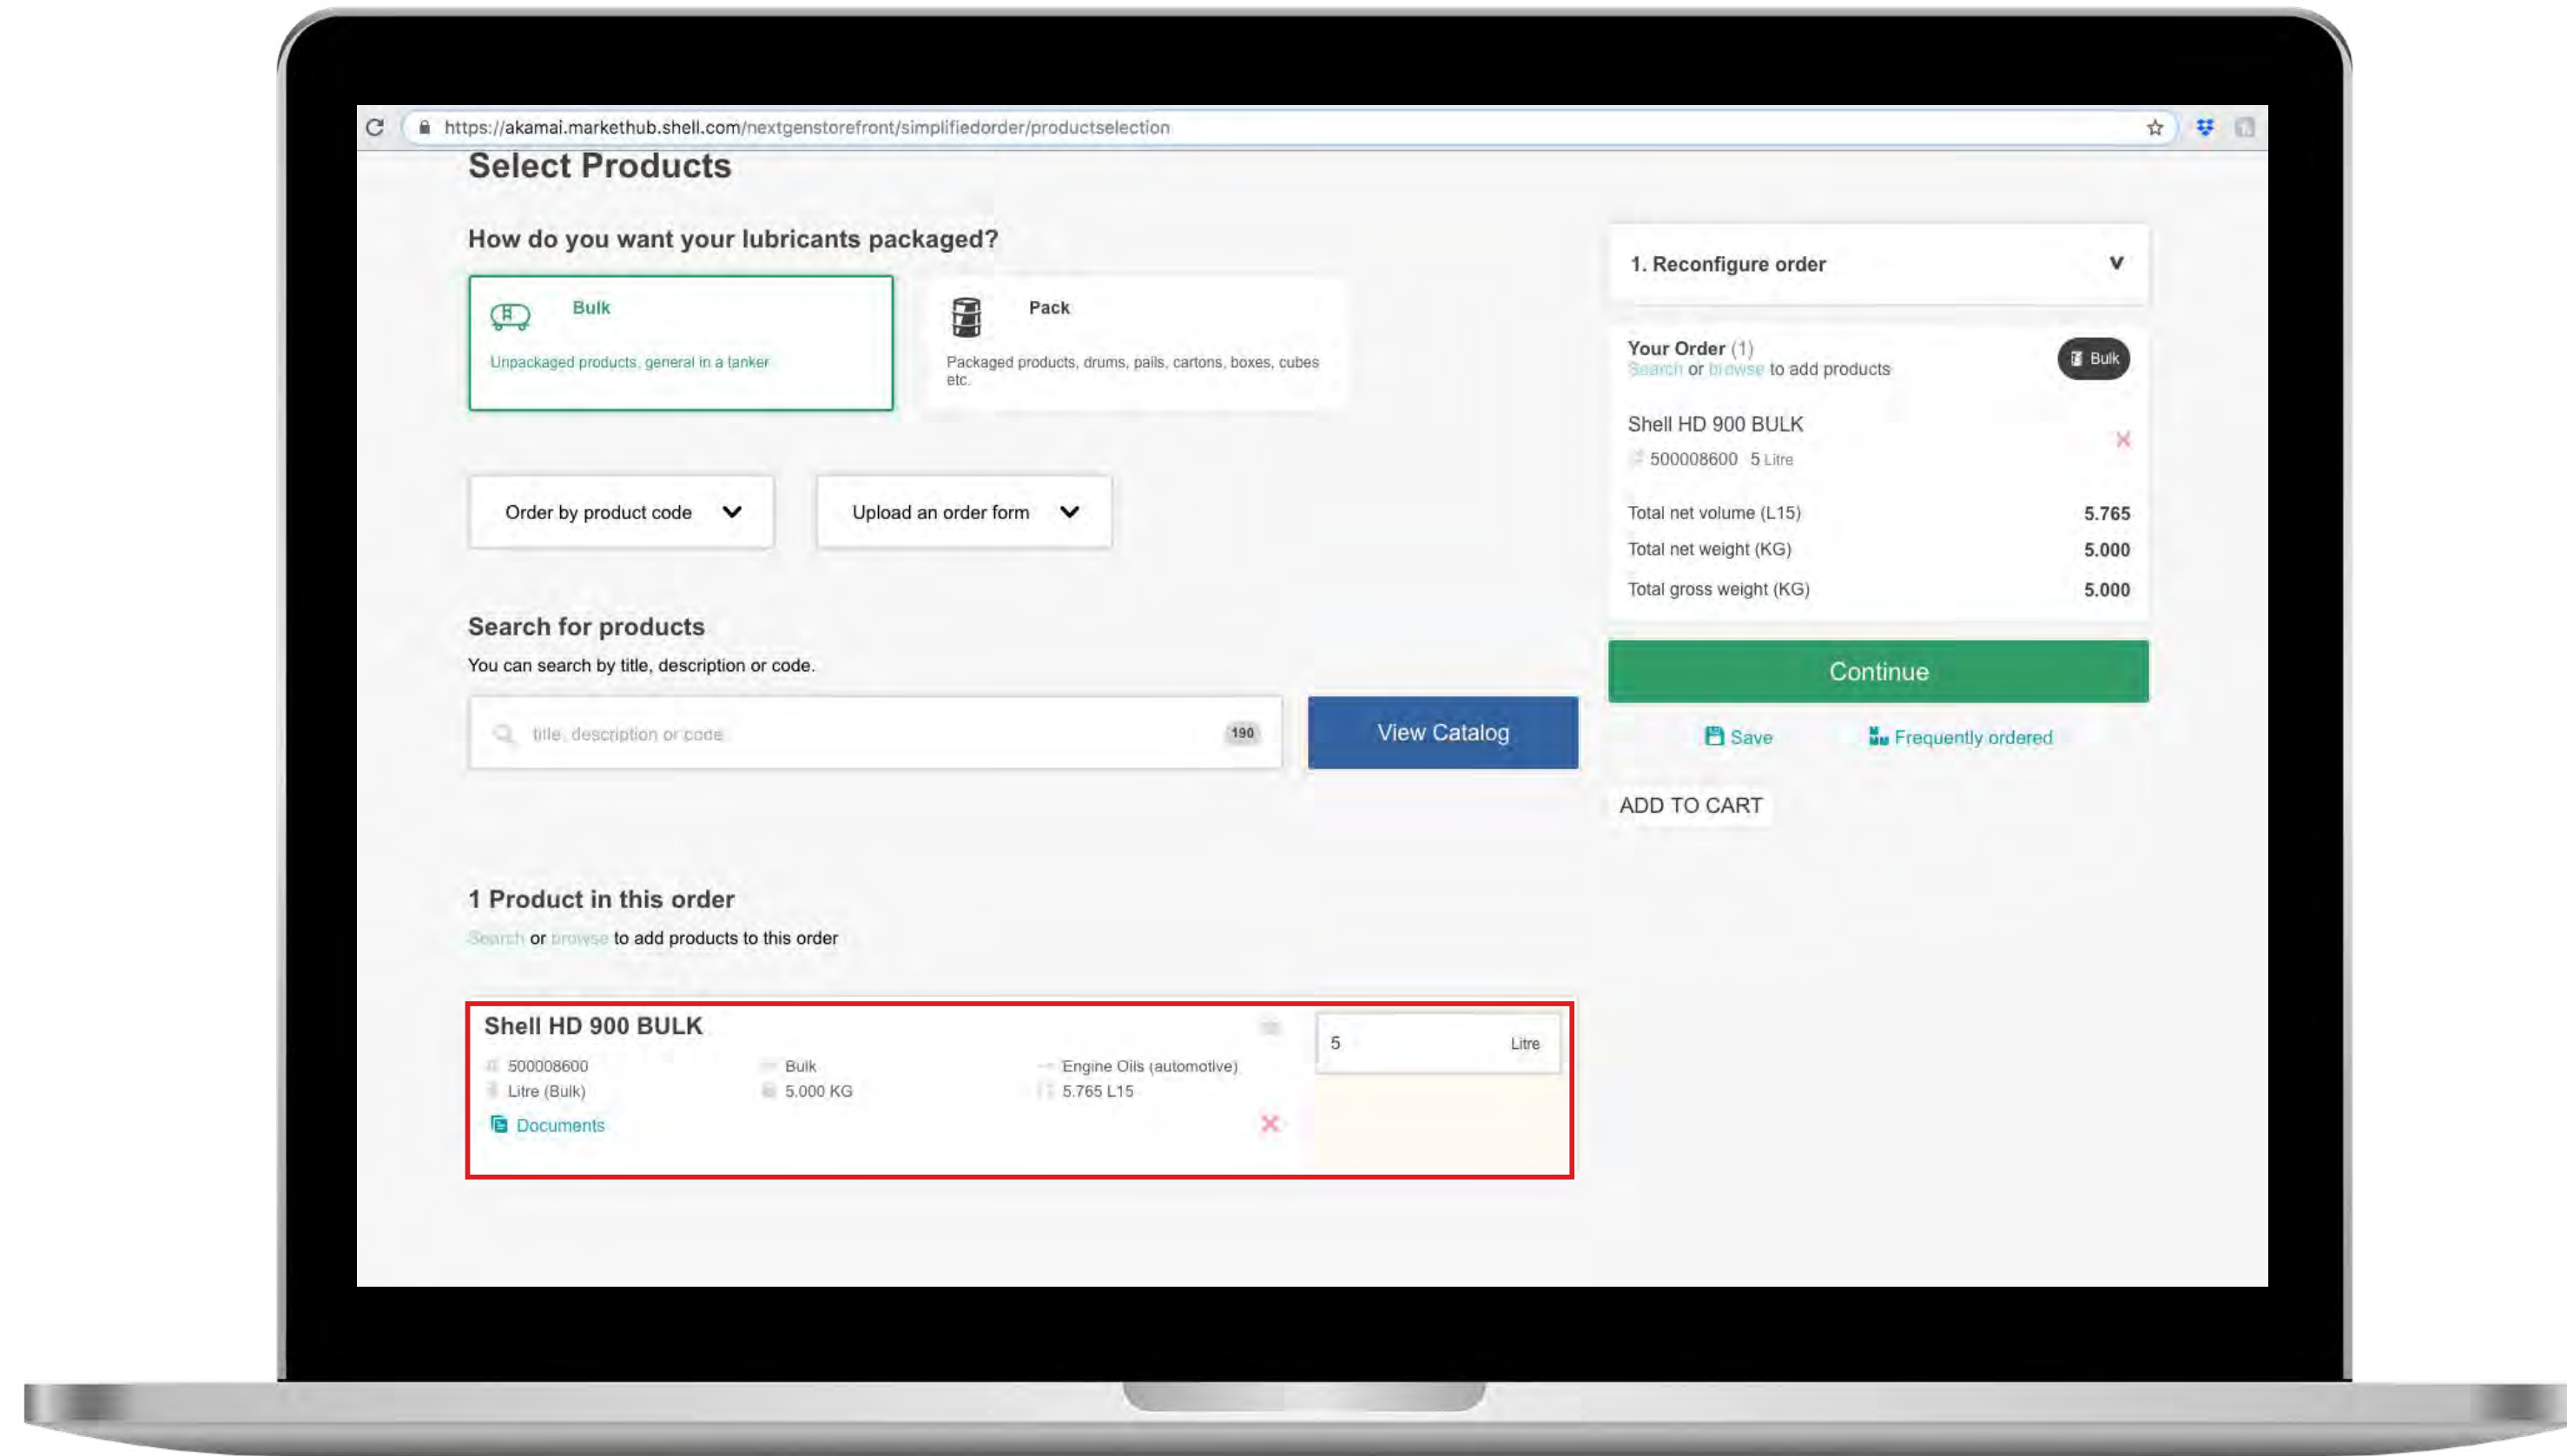 https://akamai.markethub.shell.com/nextgenstorefront/simplifiedorder/productselection
Select Products
How do you want your lubricants packaged?
Bulk
Unpackaged products, general in a tanker
Pack
Packaged products, drums, pails, cartons, boxes, cubes
etc.
Order by product code
Upload an order form
Search for products
You can search by title, description or code.
title, description or code
190
View Catalog
1 Product in this order
Search or browse to add products to this order
Shell HD 900 BULK
500008600
Bulk
Engine Oils (automotive)
Litre (Bulk)
5.000 KG
5.765 L15
Documents
5 Litre
1. Reconfigure order
Your Order (1)
Search or browse to add products
Bulk
Shell HD 900 BULK
500008600 5 Litre
Total net volume (L15) 5.765
Total net weight (KG) 5.000
Total gross weight (KG) 5.000
Continue
Save
Frequently ordered
ADD TO CART